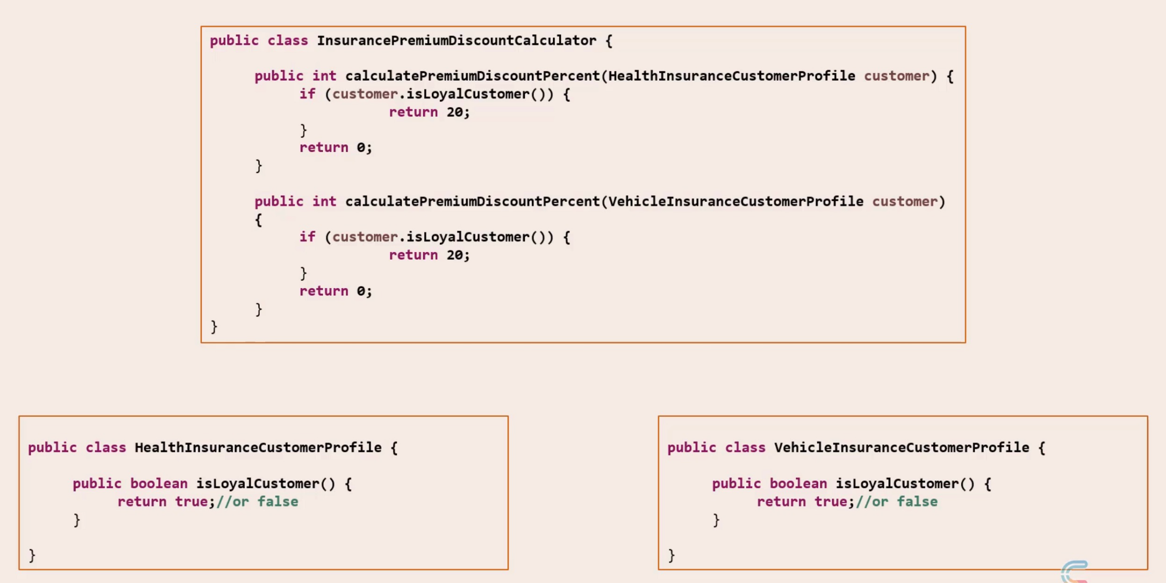 public class InsurancePremiumDiscountCalculator {
public int calculatePremiumDiscountPercent(HealthInsuranceCustomerProfile customer) {
if (customer.isLoyalCustomer()) {
return 20;
}
return 0;
}
public int calculatePremiumDiscountPercent(VehicleInsuranceCustomerProfile customer)
{
if (customer.isLoyalCustomer()) {
return 20;
}
return 0;
}
}
public class HealthInsuranceCustomerProfile {
public boolean isLoyalCustomer() {
return true;//or false
}
}
public class VehicleInsuranceCustomerProfile {
public boolean isLoyalCustomer() {
return true;//or false
}
}